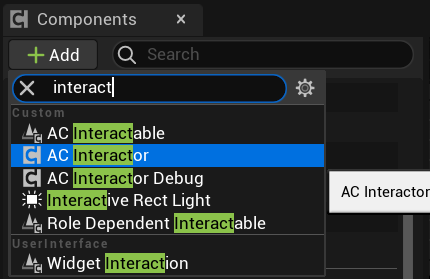 Components
Add
Search
interact
Custom
AC Interactable
AC Interactor
AC Interactor Debug
AC Interactor
Interactive Rect Light
Role Dependent Interactable
UserInterface
Widget Interaction